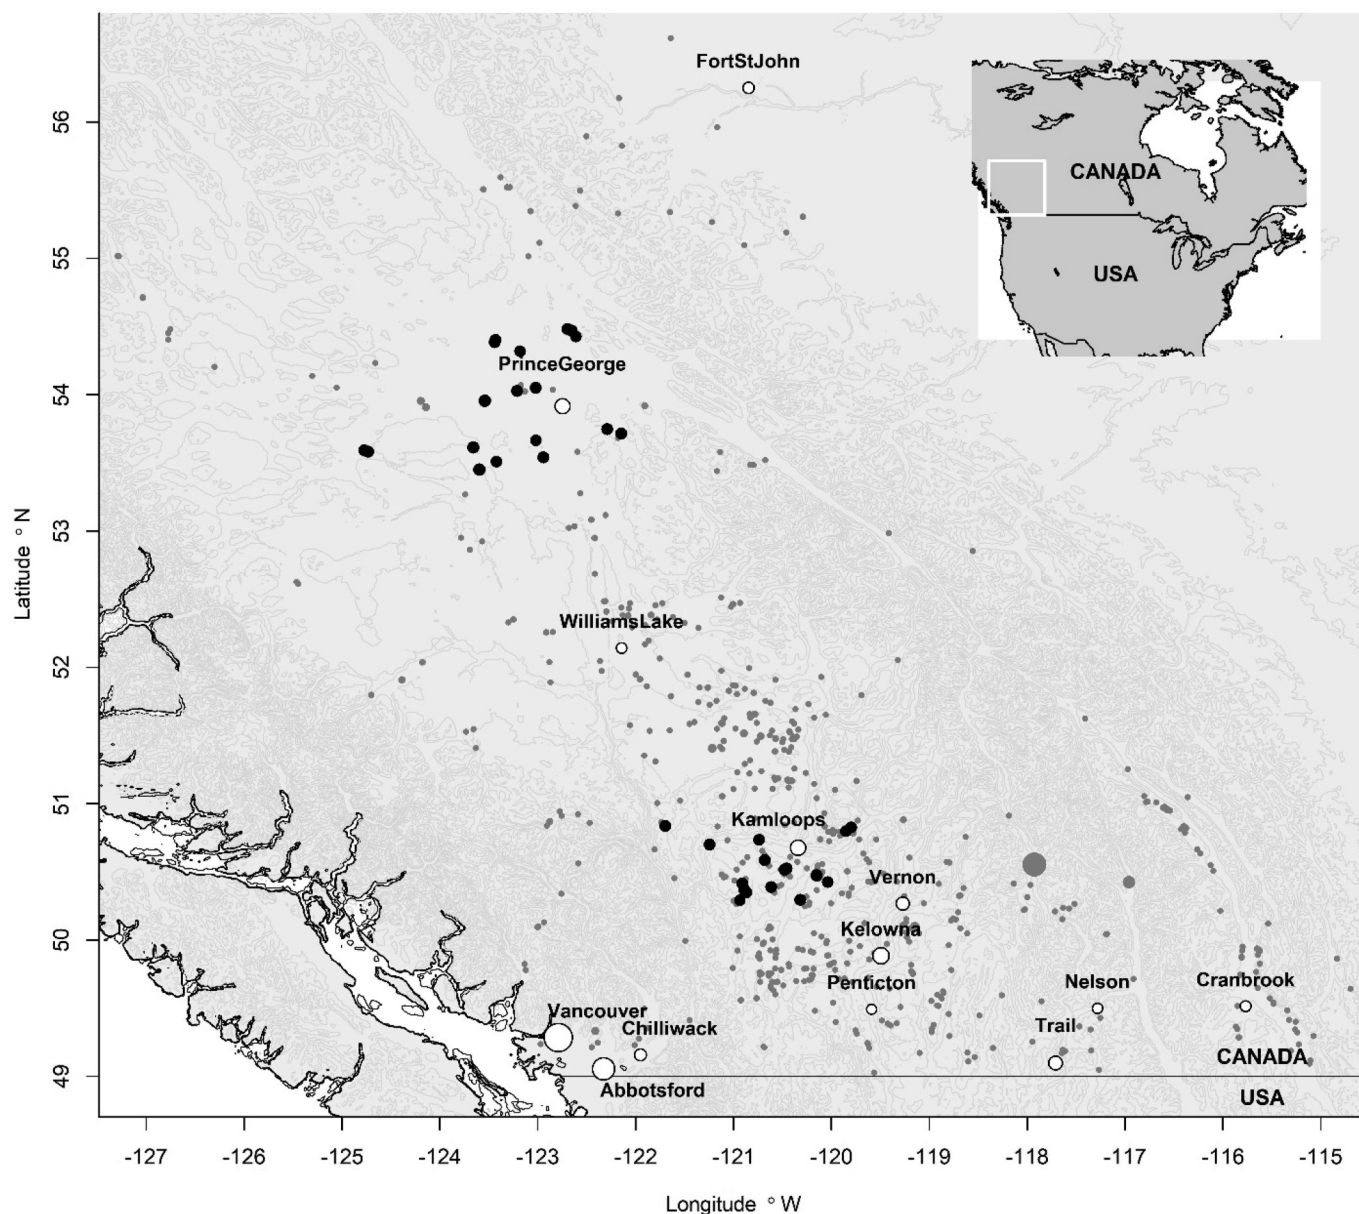 FortStJohn
CANADA
USA
PrinceGeorge
WilliamsLake
Kamloops
Vernon
Kelowna
Penticton
Nelson
Cranbrook
Trail
Vancouver
Chilliwack
Abbotsford
CANADA
USA
56
55
54
53
52
51
50
49
Latitude ° N
-127
-126
-125
-124
-123
-122
-121
-120
-119
-118
-117
-116
-115
Longitude ° W